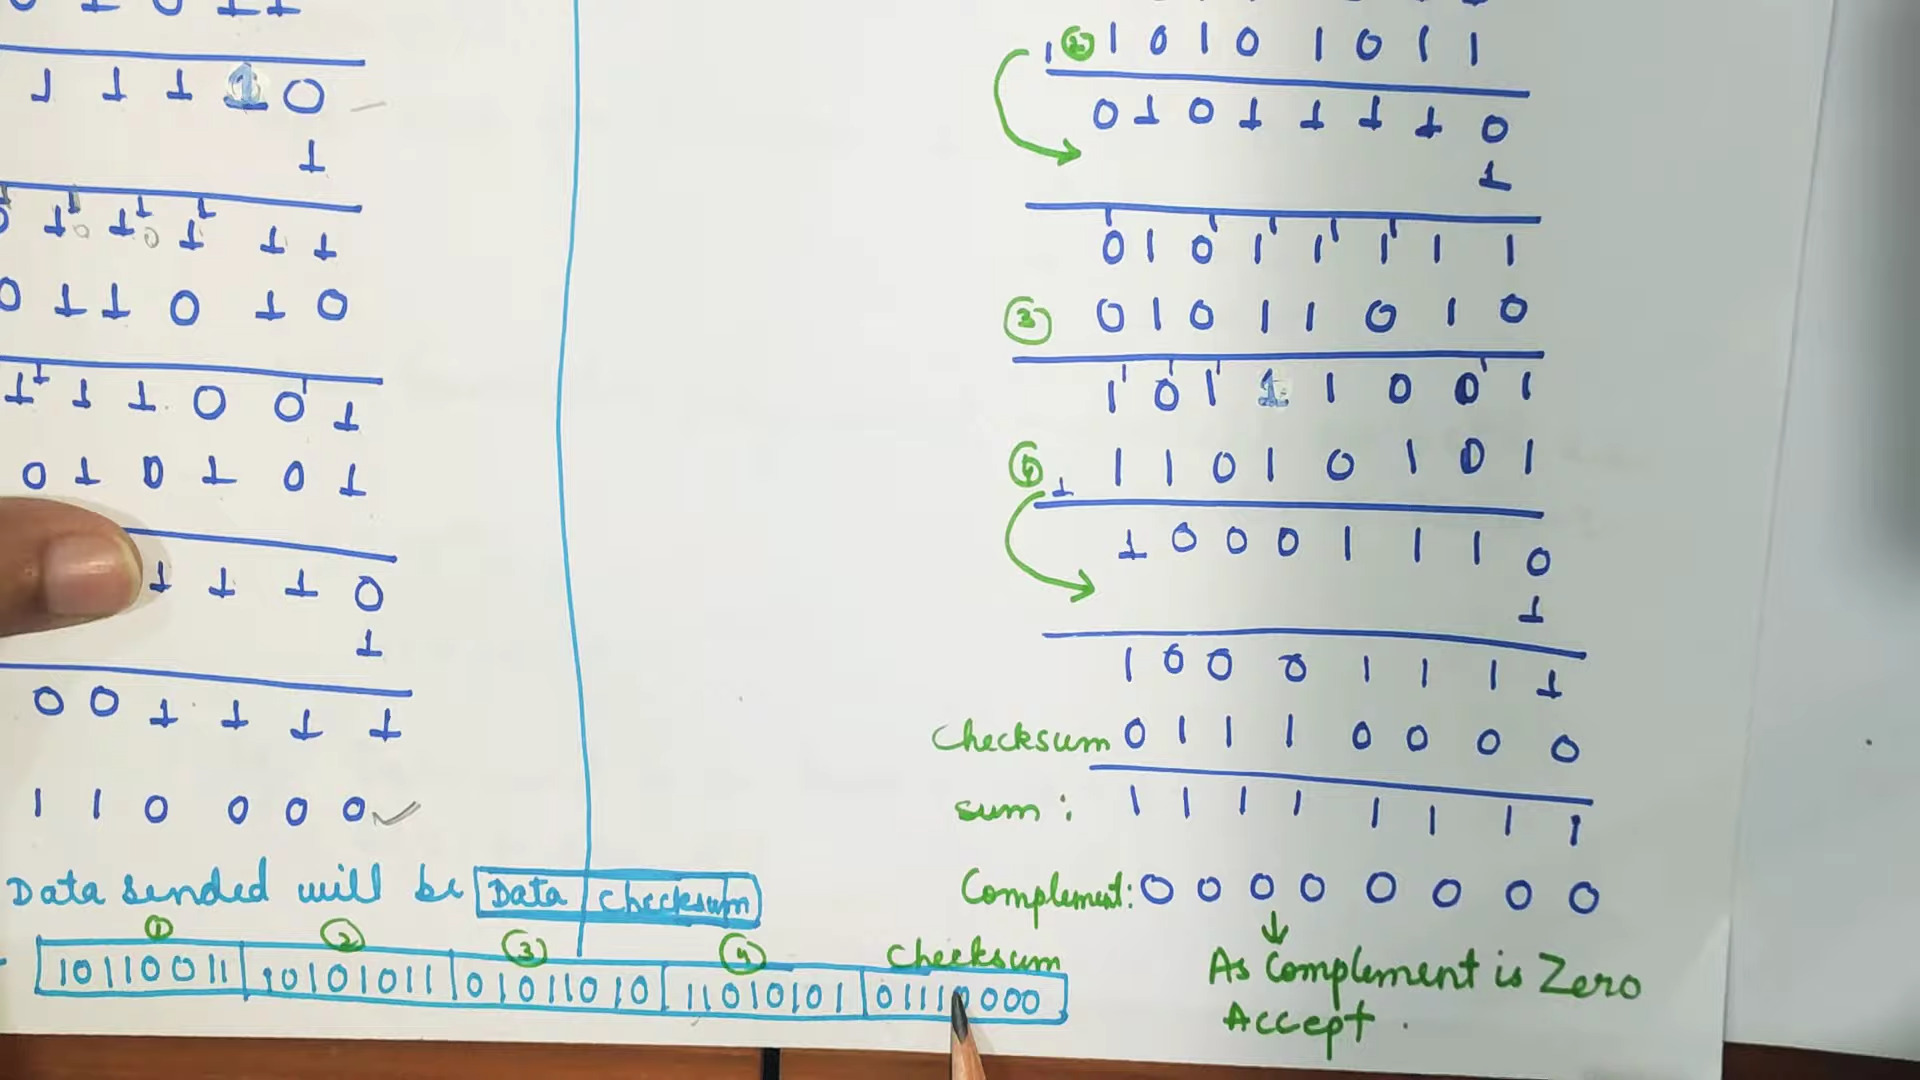 1 1 1 1 0
1
1 1 1 1 1
0 1 1 0 1 0
1 1 1 0 0 1
0 1 0 1 0 1
1 1 1 0
1
0 0 1 1 1 1
1 1 0 0 0 0 ✓
Data sended will be Data checksum
① ② ③ ④ checksum
10110011 10101011 01011010 11010101 01110000
1 ② 1 0 1 0 1 0 1 1
0 1 0 1 1 1 1 0
1
0 1 0 1 1 1 1 1
③ 0 1 0 1 1 0 1 0
1 0 1 1 1 0 0 1
④ 1 1 1 0 1 0 1 0 1
1 0 0 0 1 1 1 0
1
1 0 0 0 1 1 1 1
checksum 0 1 1 1 0 0 0 0
sum : 1 1 1 1 1 1 1 1
Complement: 0 0 0 0 0 0 0 0
As Complement is Zero
Accept .